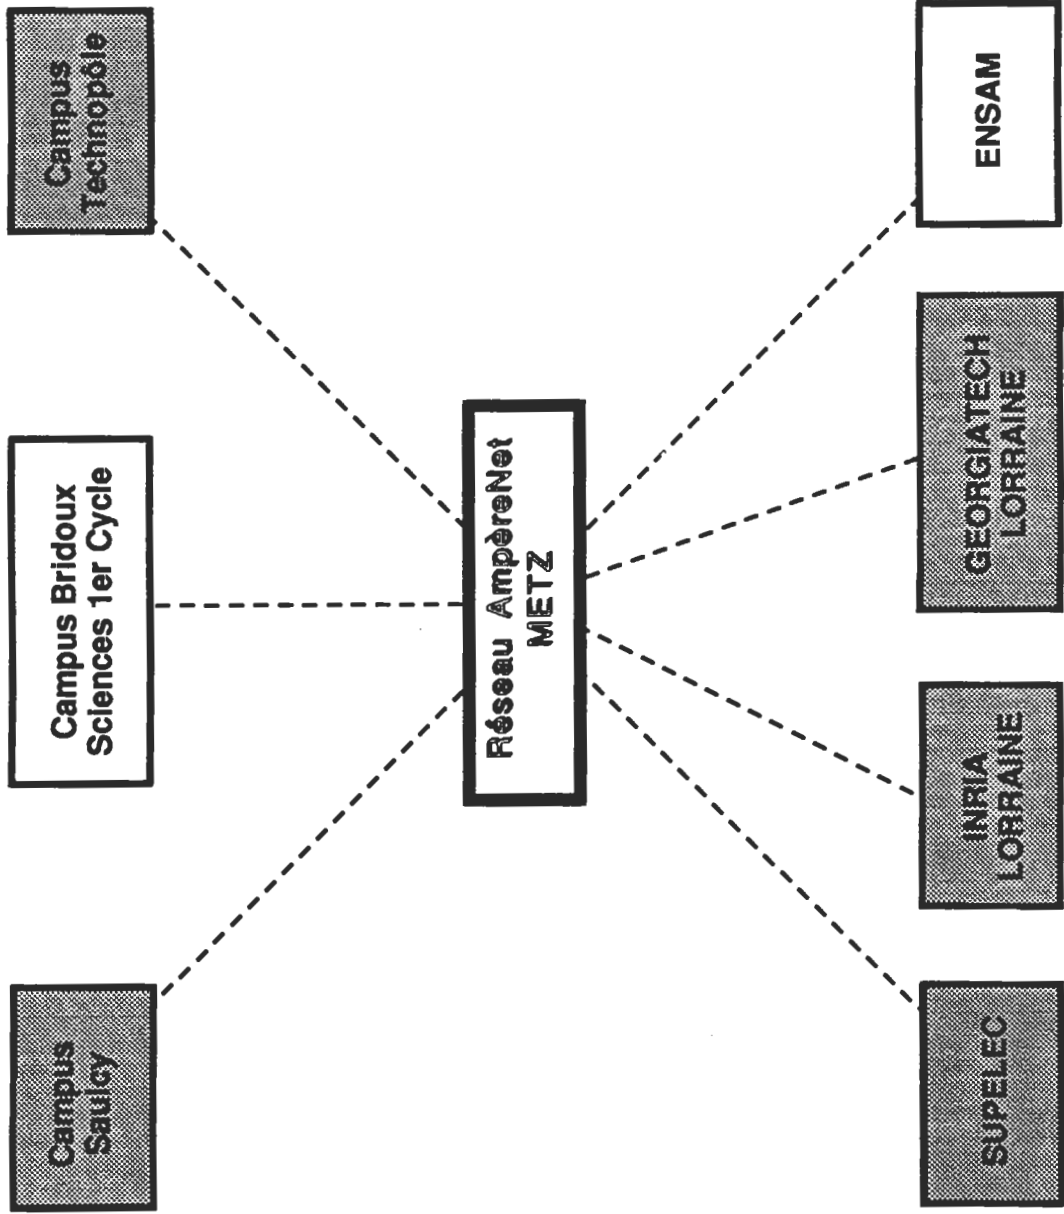 Campus
Saulcy
Campus Bridoux
Sciences 1er Cycle
Campus
Technopôle
Réseau AmpèreNet
METZ
SUPELEC
INRIA
LORRAINE
GEORGIATECH
LORRAINE
ENSAM